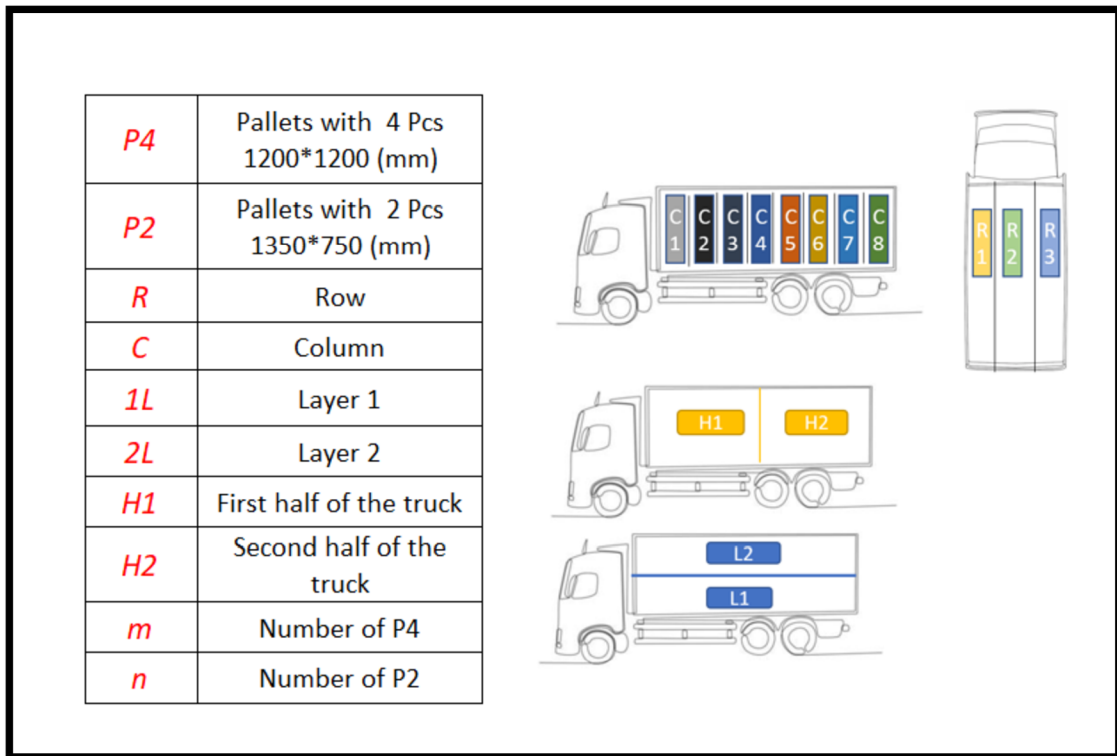 P4
Pallets with 4 Pcs
1200*1200 (mm)
P2
Pallets with 2 Pcs
1350*750 (mm)
R
Row
C
Column
1L
Layer 1
2L
Layer 2
H1
First half of the truck
H2
Second half of the
truck
m
Number of P4
n
Number of P2
C1
C2
C3
C4
C5
C6
C7
C8
R1
R2
R3
H1
H2
L2
L1